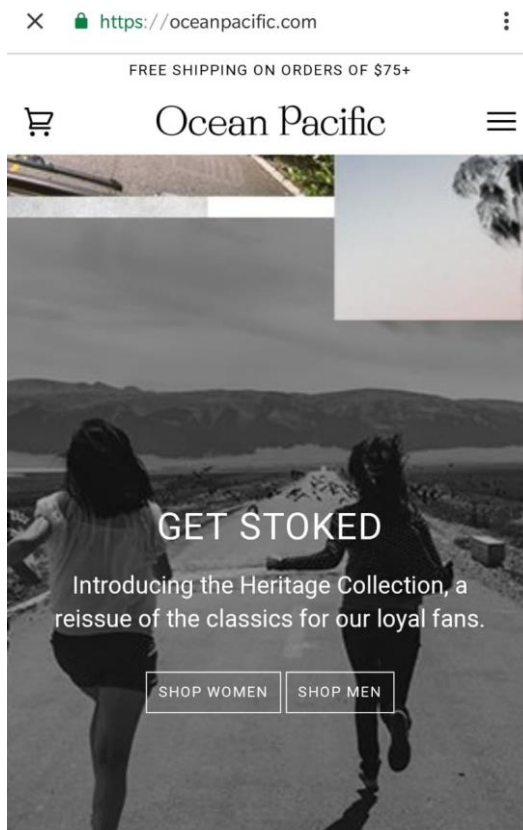 https://oceanpacific.com
FREE SHIPPING ON ORDERS OF $75+
Ocean Pacific
GET STOKED
Introducing the Heritage Collection, a
reissue of the classics for our loyal fans.
SHOP WOMEN SHOP MEN